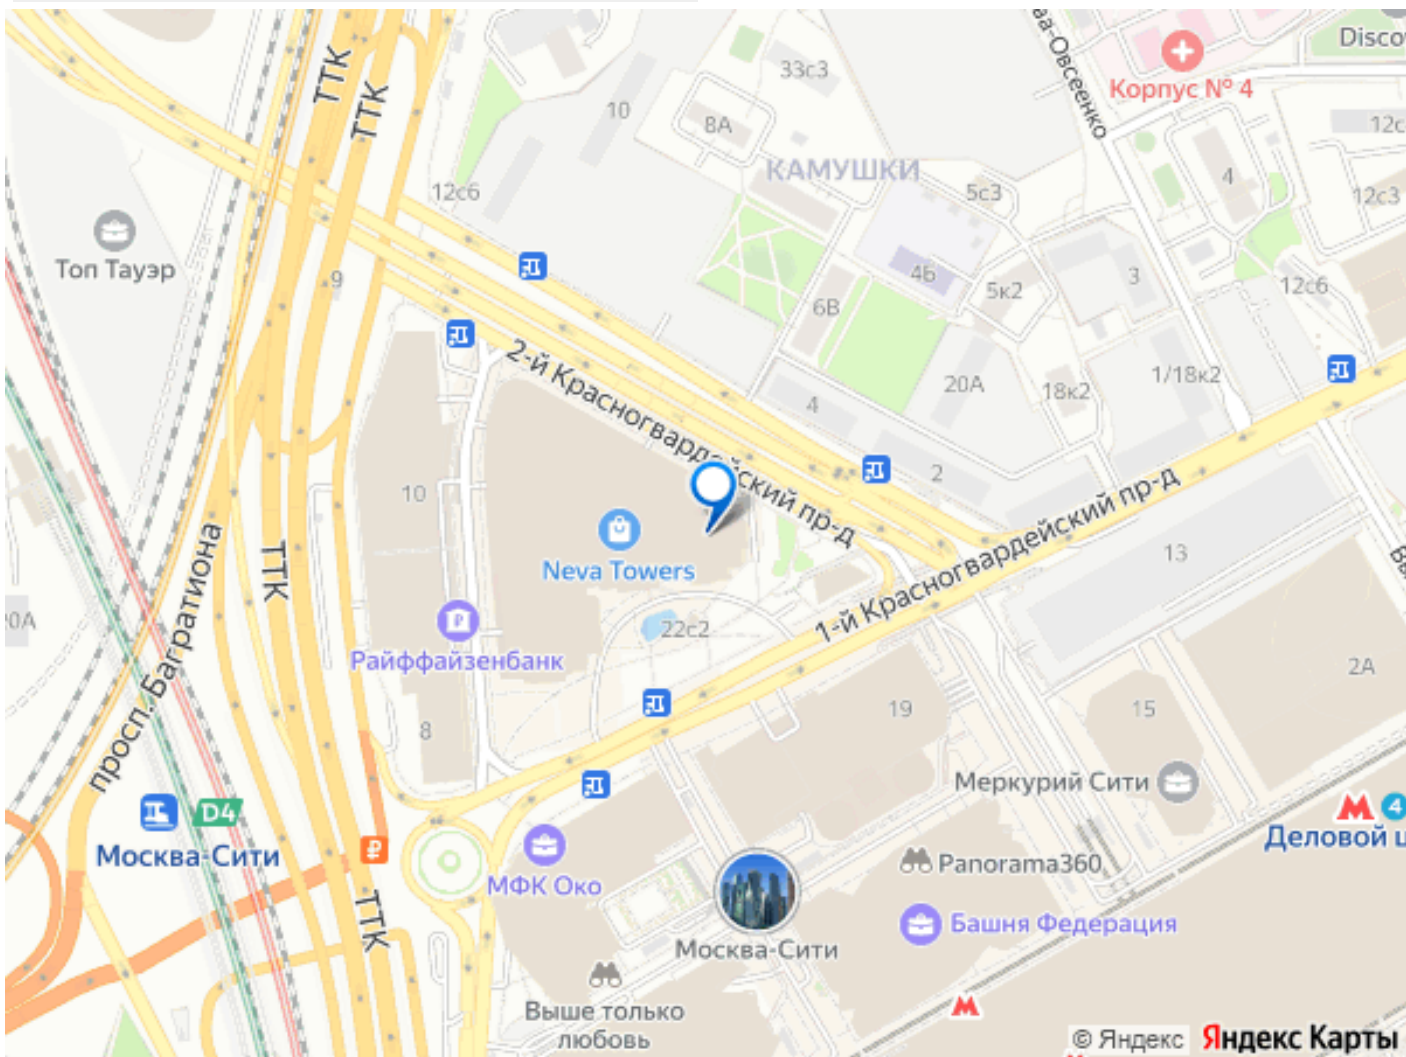 ТТК
ТТК
33с3
10
8А
КАМУШКИ
5с3
Корпус № 4
12с3
4
12с6
Топ Тауэр
9
4Б
5к2
3
12с6
6В
2-й Красногвардейский пр-д
4
20А
18к2
1/18к2
2
10
Neva Towers
13
1-й Красногвардейский пр-д
ТТК
просп. Багратиона
22с2
Райффайзенбанк
8
19
15
2А
Меркурий Сити
D4
Москва-Сити
₽
МФК Око
Panorama360
4
Деловой ц
Башня Федерация
ТТК
Москва-Сити
Выше только
любовь
© Яндекс Яндекс Карты